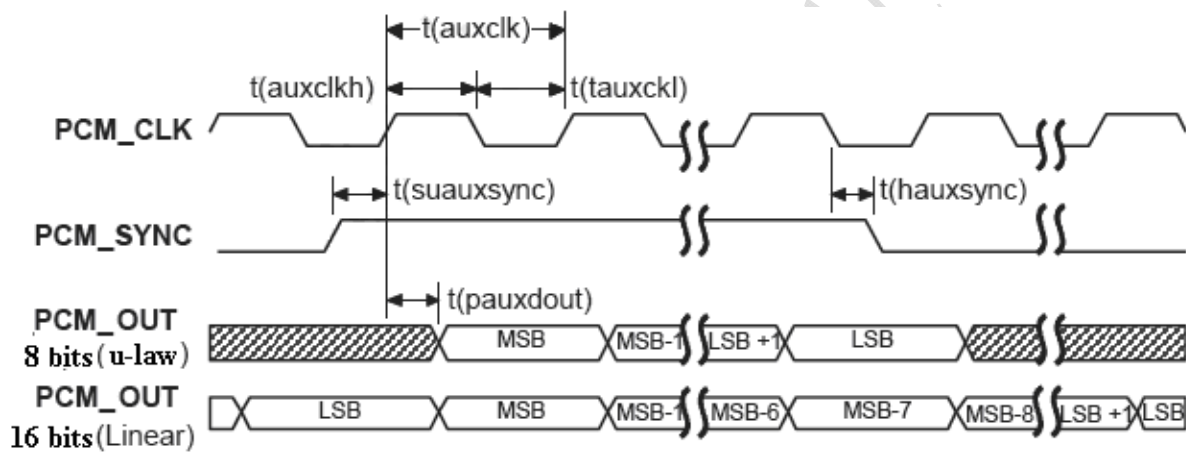 t(auxclk)
t(auxclkh) t(tauxckl)
PCM_CLK
t(suauxsync) t(hauxsync)
PCM_SYNC
t(pauxdout)
PCM_OUT
8 bits(u-law) MSB MSB-1 LSB +1 LSB
PCM_OUT
16 bits(Linear) LSB MSB MSB-1 MSB-6 MSB-7 MSB-8 LSB +1 LSB